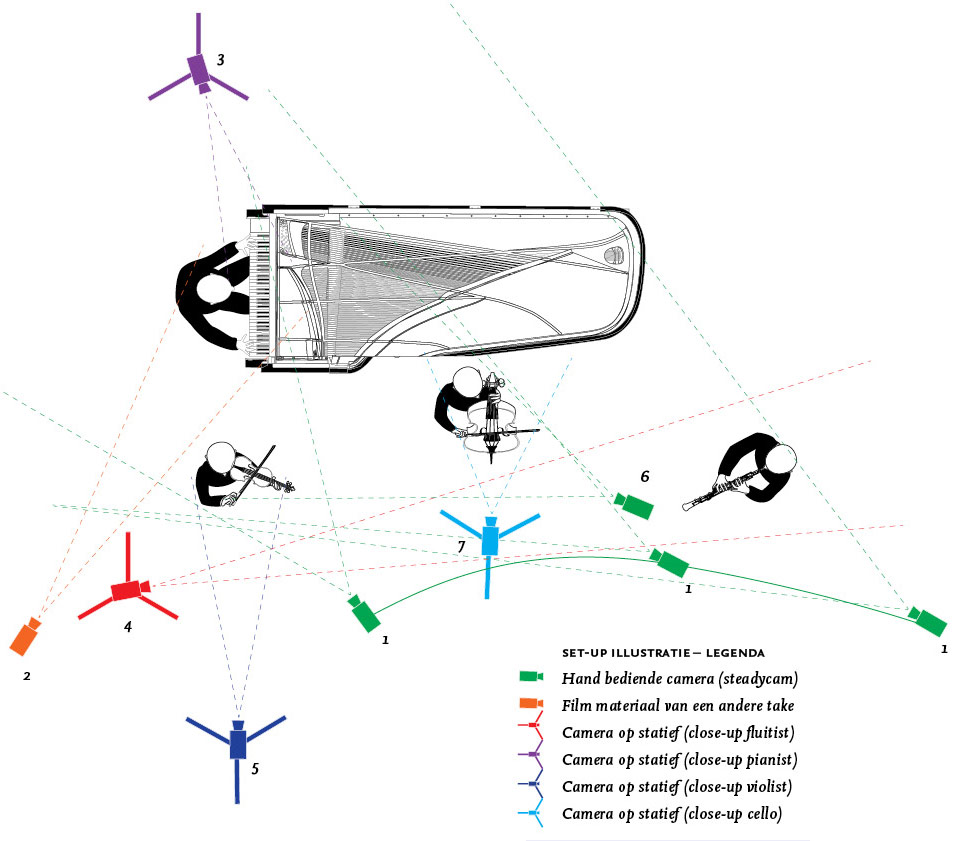 3
6
7
1
4
1
1
2
5
SET-UP ILLUSTRATIE – LEGENDA
Hand bediende camera (steadycam)
Film materiaal van een andere take
Camera op statief (close-up fluitist)
Camera op statief (close-up pianist)
Camera op statief (close-up violist)
Camera op statief (close-up cello)